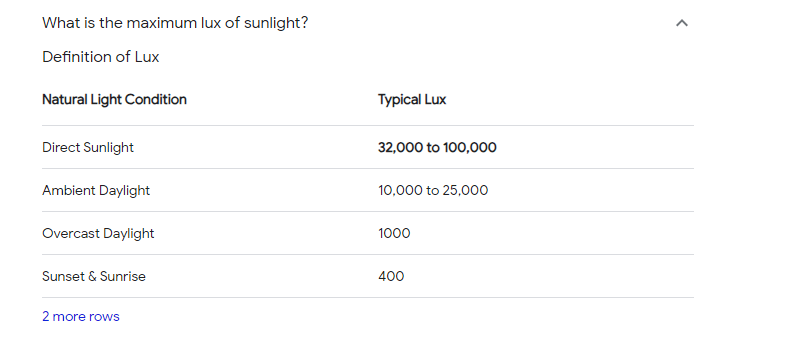 What is the maximum lux of sunlight?
Definition of Lux
Natural Light Condition Typical Lux
Direct Sunlight 32,000 to 100,000
Ambient Daylight 10,000 to 25,000
Overcast Daylight 1000
Sunset & Sunrise 400
2 more rows